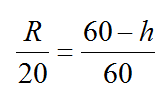 R/20 = (60 – h)/60